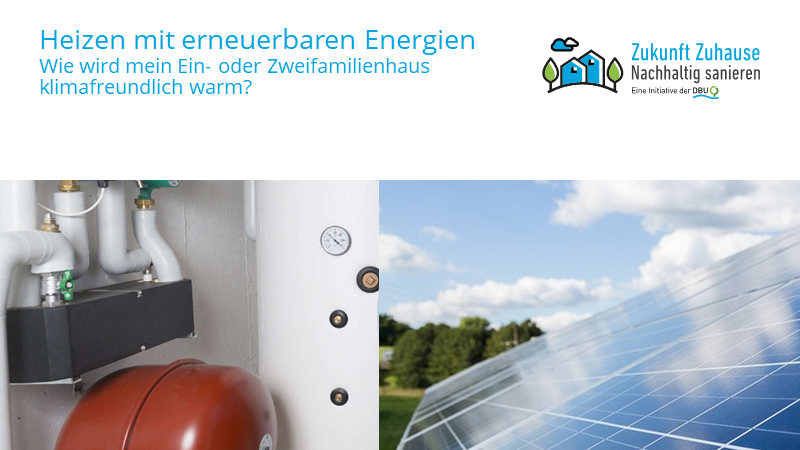 Heizen mit erneuerbaren Energien
Wie wird mein Ein- oder Zweifamilienhaus
klimafreundlich warm?
Zukunft Zuhause
Nachhaltig sanieren
Eine Initiative der DBU